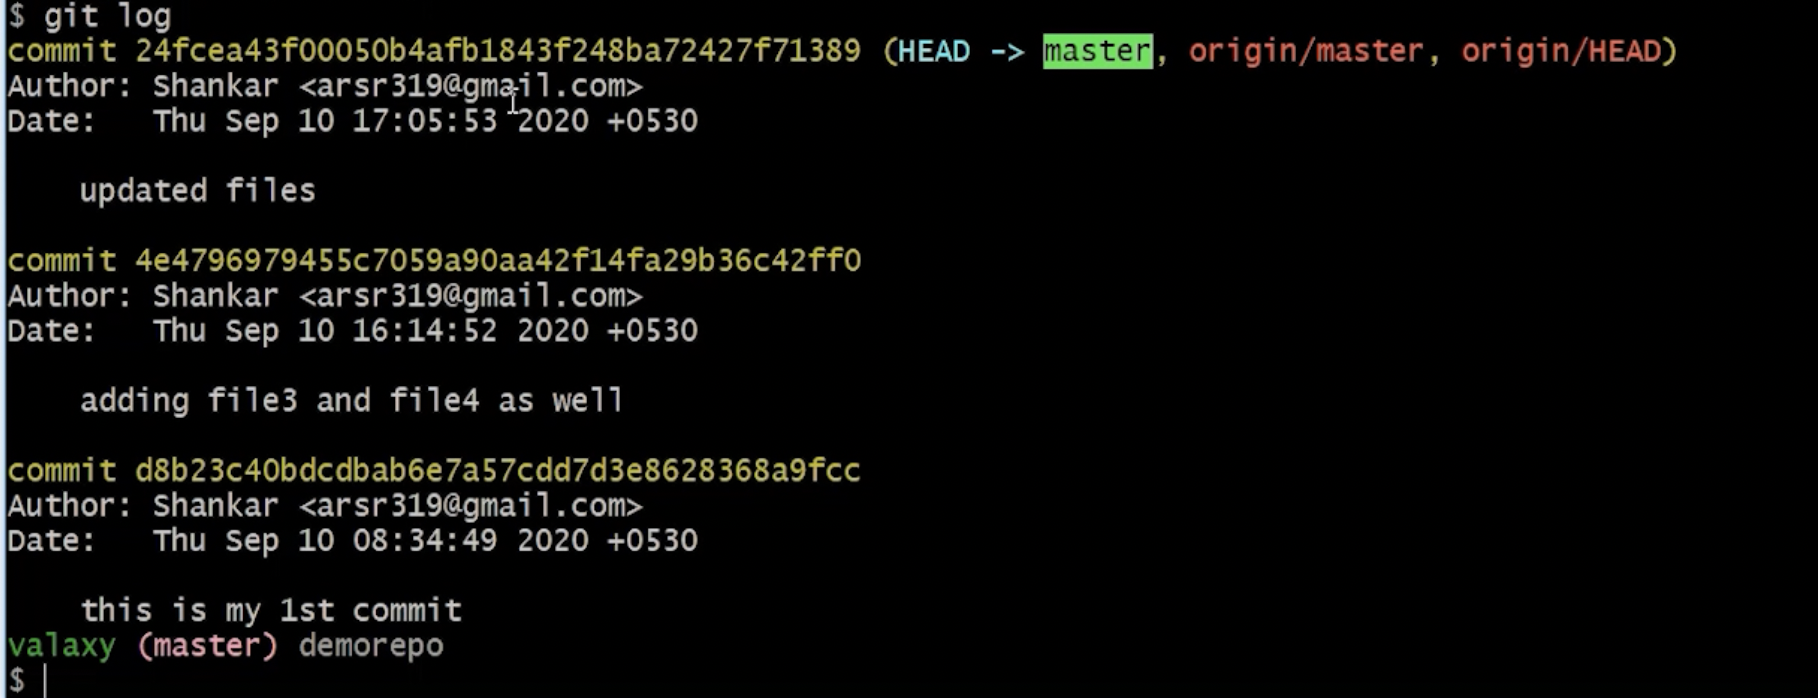 $ git log
commit 24fcea43f00050b4afb1843f248ba72427f71389 (HEAD -> master, origin/master, origin/HEAD)
Author: Shankar <arsr319@gmail.com>
Date:   Thu Sep 10 17:05:53 2020 +0530
updated files
commit 4e4796979455c7059a90aa42f14fa29b36c42ff0
Author: Shankar <arsr319@gmail.com>
Date:   Thu Sep 10 16:14:52 2020 +0530
adding file3 and file4 as well
commit d8b23c40bdcdbab6e7a57cdd7d3e8628368a9fcc
Author: Shankar <arsr319@gmail.com>
Date:   Thu Sep 10 08:34:49 2020 +0530
this is my 1st commit
valaxy (master) demorepo
$